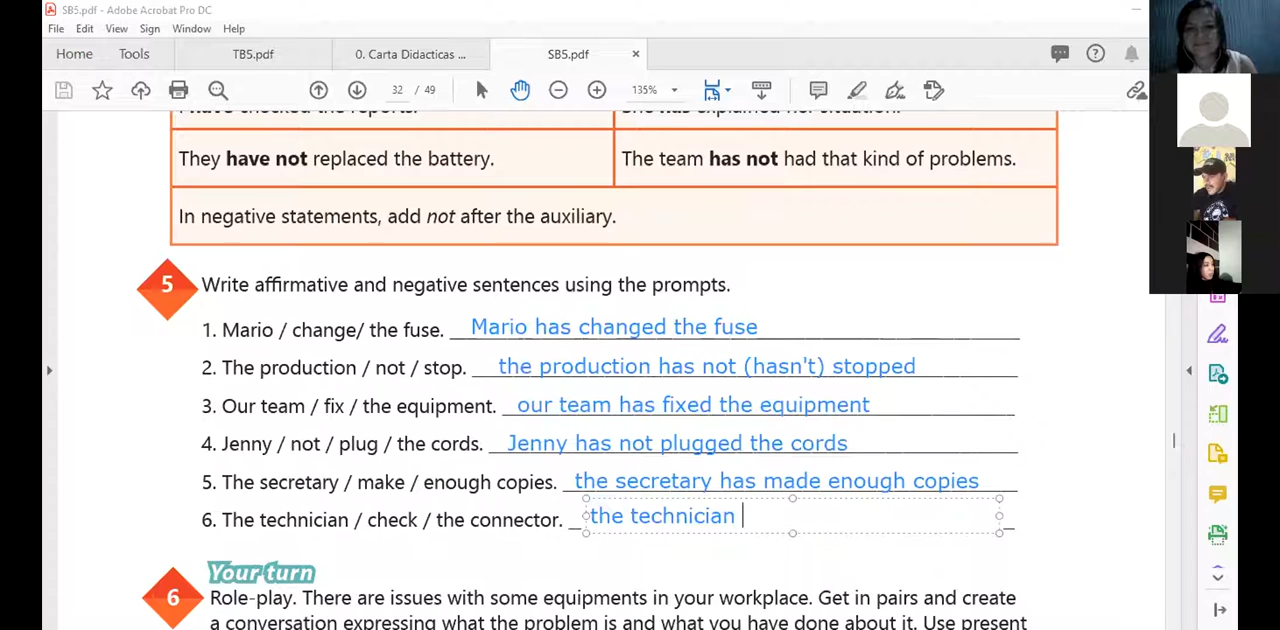 SB5.pdf - Adobe Acrobat Pro DC
File Edit View Sign Window Help
Home Tools TB5.pdf 0. Carta Didacticas ... SB5.pdf ×
32 / 49 135%
They have not replaced the battery. The team has not had that kind of problems.
In negative statements, add not after the auxiliary.
5 Write affirmative and negative sentences using the prompts.
1. Mario / change/ the fuse. Mario has changed the fuse
2. The production / not / stop. the production has not (hasn't) stopped
3. Our team / fix / the equipment. our team has fixed the equipment
4. Jenny / not / plug / the cords. Jenny has not plugged the cords
5. The secretary / make / enough copies. the secretary has made enough copies
6. The technician / check / the connector. the technician
Your turn
6 Role-play. There are issues with some equipments in your workplace. Get in pairs and create
a conversation expressing what the problem is and what you have done about it. Use present